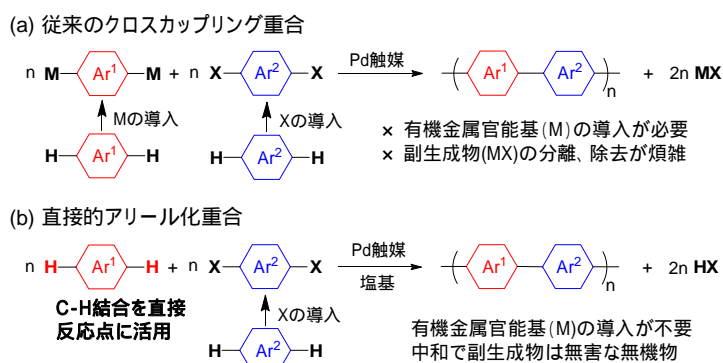 (a) 従来のクロスカップリング重合
n M Ar1 M + n X Ar2 X Pd触媒 Ar1 Ar2 n + 2n MX
Mの導入 Xの導入
H Ar1 H H Ar2 H
× 有機金属官能基(M)の導入が必要
× 副生成物(MX)の分離、除去が煩雑
(b) 直接的アリール化重合
n H Ar1 H + n X Ar2 X Pd触媒 塩基 Ar1 Ar2 n + 2n HX
C-H結合を直接
反応点に活用
Xの導入
H Ar2 H
有機金属官能基(M)の導入が不要
中和で副生成物は無害な無機物